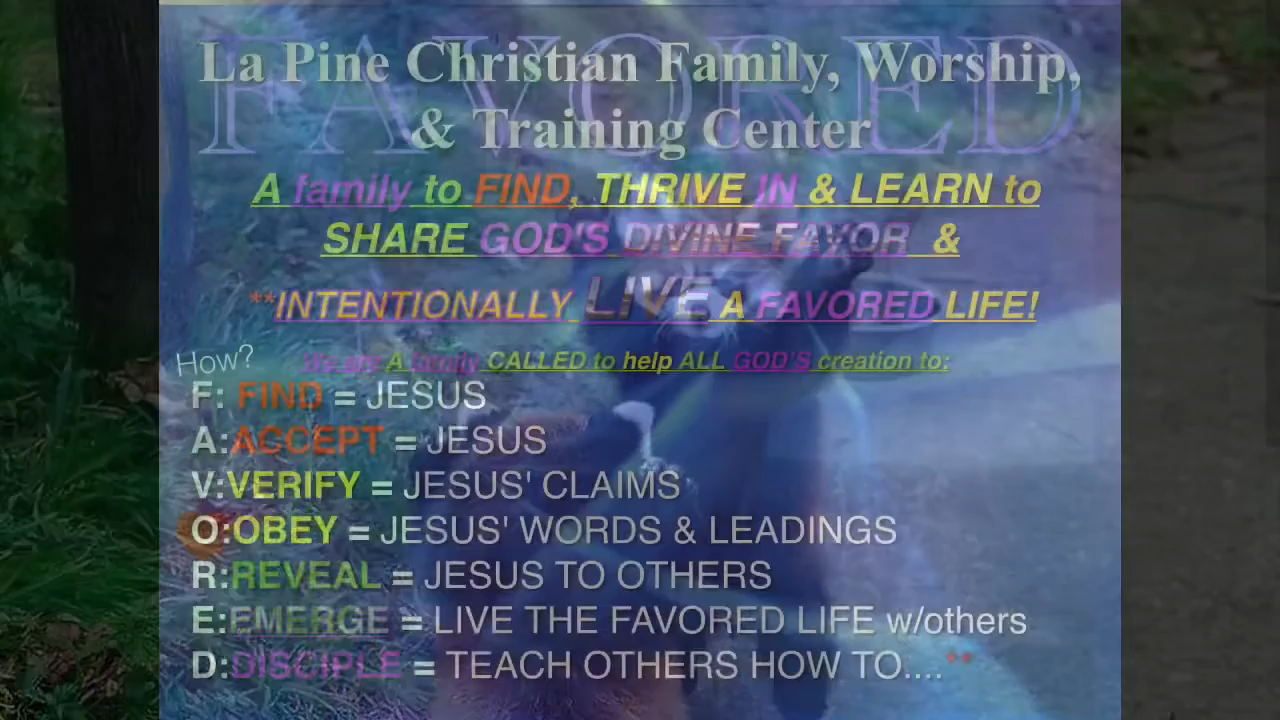 FAVORED
La Pine Christian Family, Worship,
& Training Center
A family to FIND, THRIVE IN & LEARN to
SHARE GOD'S DIVINE FAVOR &
**INTENTIONALLY LIVE A FAVORED LIFE!
How? We are A family CALLED to help ALL GOD'S creation to:
F: FIND = JESUS
A:ACCEPT = JESUS
V:VERIFY = JESUS' CLAIMS
O:OBEY = JESUS' WORDS & LEADINGS
R:REVEAL = JESUS TO OTHERS
E:EMERGE = LIVE THE FAVORED LIFE w/others
D:DISCIPLE = TEACH OTHERS HOW TO....**